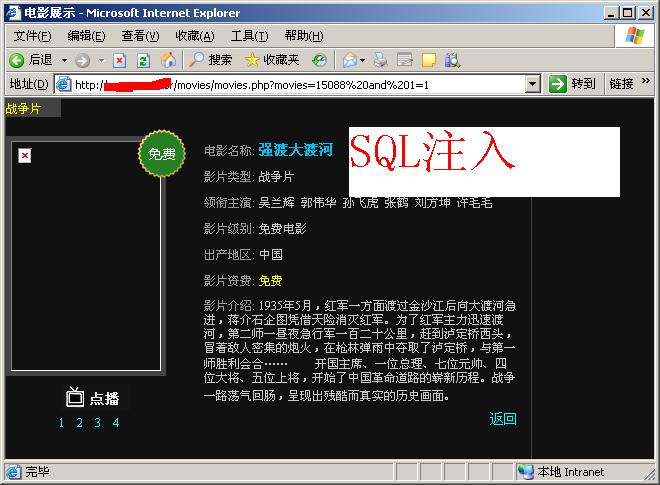 电影展示 - Microsoft Internet Explorer
文件(F) 编辑(E) 查看(V) 收藏(A) 工具(T) 帮助(H)
后退 搜索 收藏夹
地址(D) http:/ /movies/movies.php?movies=15088%20and%201=1 转到 链接 »
战争片
免费
电影名称: 强渡大渡河
SQL注入
影片类型: 战争片
领衔主演: 吴兰辉 郭伟华 孙飞虎 张鹤 刘方坤 许毛毛
影片级别: 免费电影
出产地区: 中国
影片资费: 免费
影片介绍: 1935年5月，红军一方面渡过金沙江后向大渡河急
进，蒋介石企图凭借天险消灭红军。为了红军主力迅速渡
河，第二师一昼夜急行军一百二十公里，赶到泸定桥西头，
冒着敌人密集的炮火，在枪林弹雨中夺取了泸定桥，与第一
师胜利会合…… 开国主席、一位总理、七位元帅、四
位大将、五位上将，开始了中国革命道路的崭新历程。战争
一路荡气回肠，呈现出残酷而真实的历史画面。
点播
1 2 3 4
返回
完毕 本地 Intranet